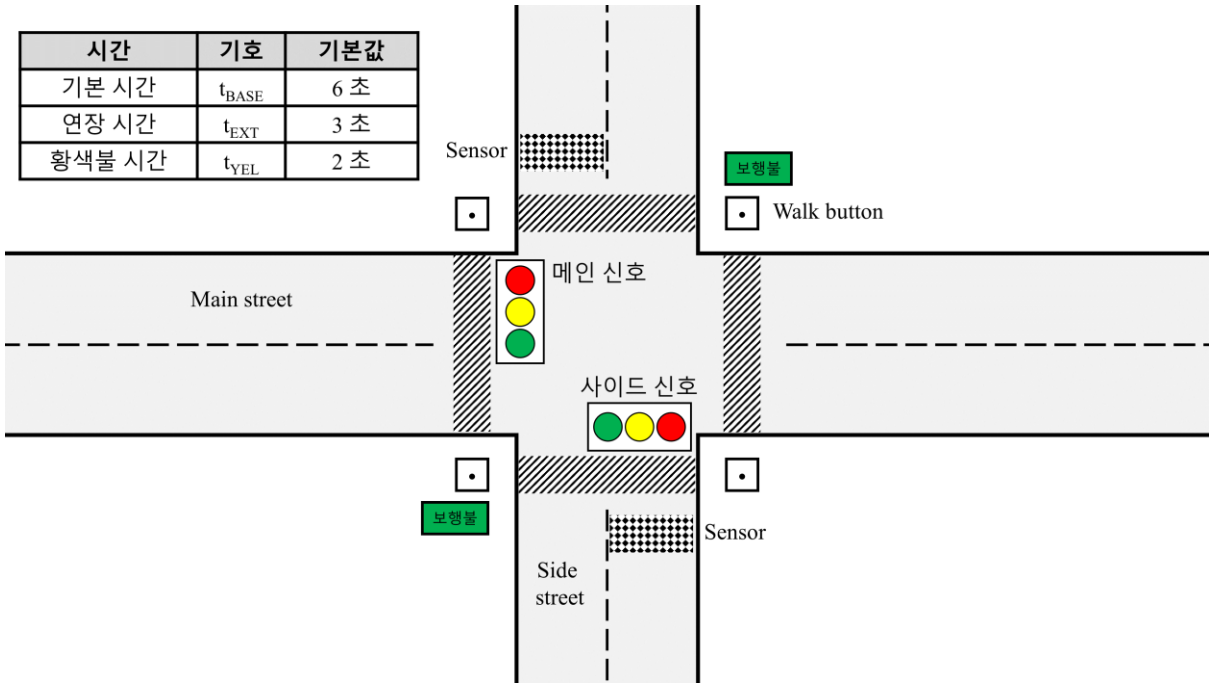 시간 기호 기본값
기본 시간 tBASE 6 초
연장 시간 tEXT 3 초
황색불 시간 tYEL 2 초
Sensor
보행불
Walk button
메인 신호
Main street
사이드 신호
보행불
Sensor
Side
street